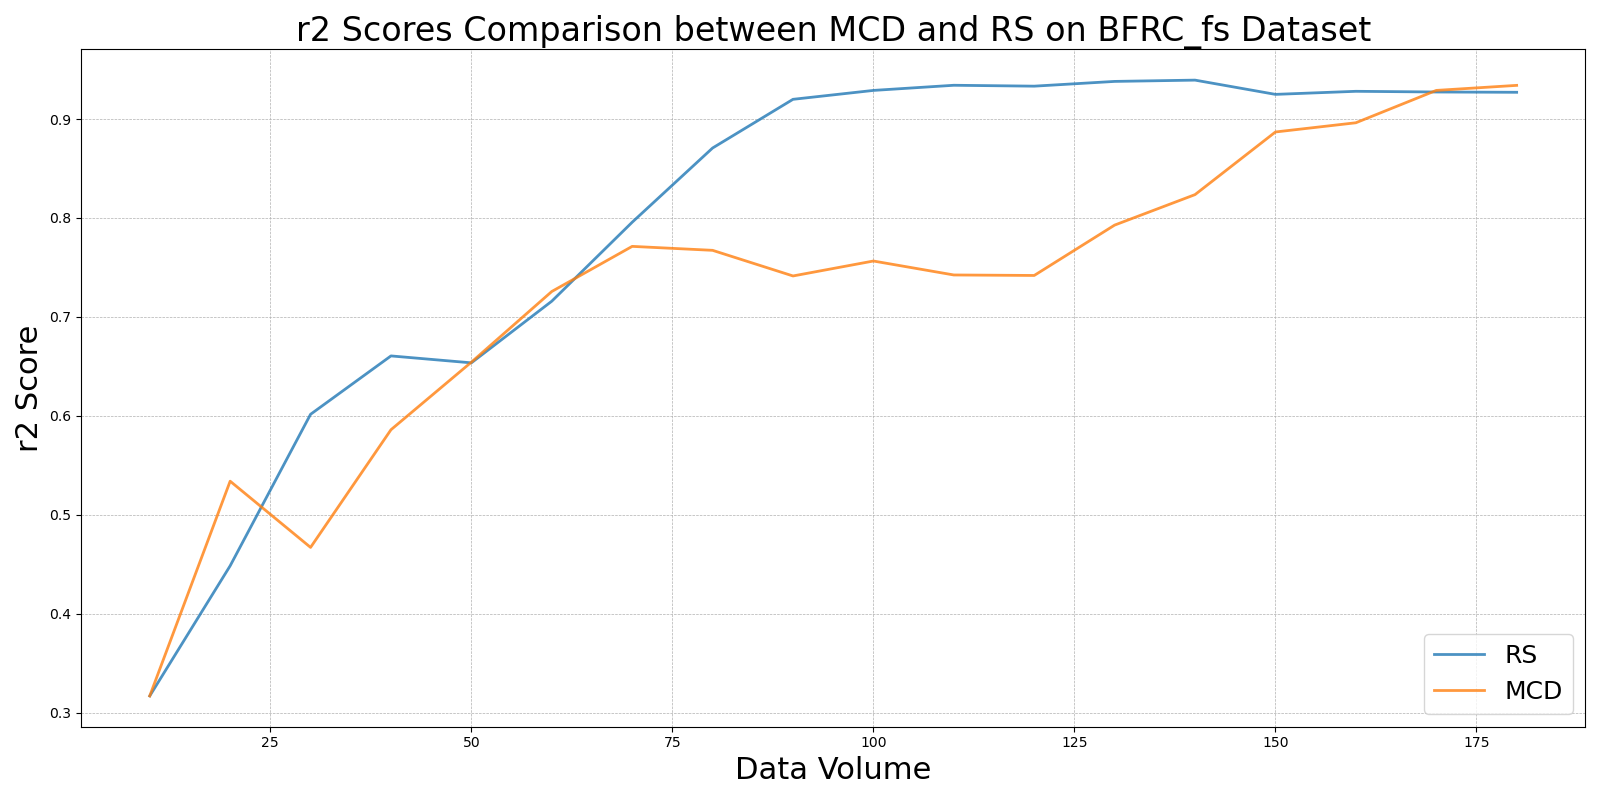 r2 Scores Comparison between MCD and RS on BFRC_fs Dataset
r2 Score
0.9
0.8
0.7
0.6
0.5
0.4
0.3
25 50 75 100 125 150 175
Data Volume
RS
MCD